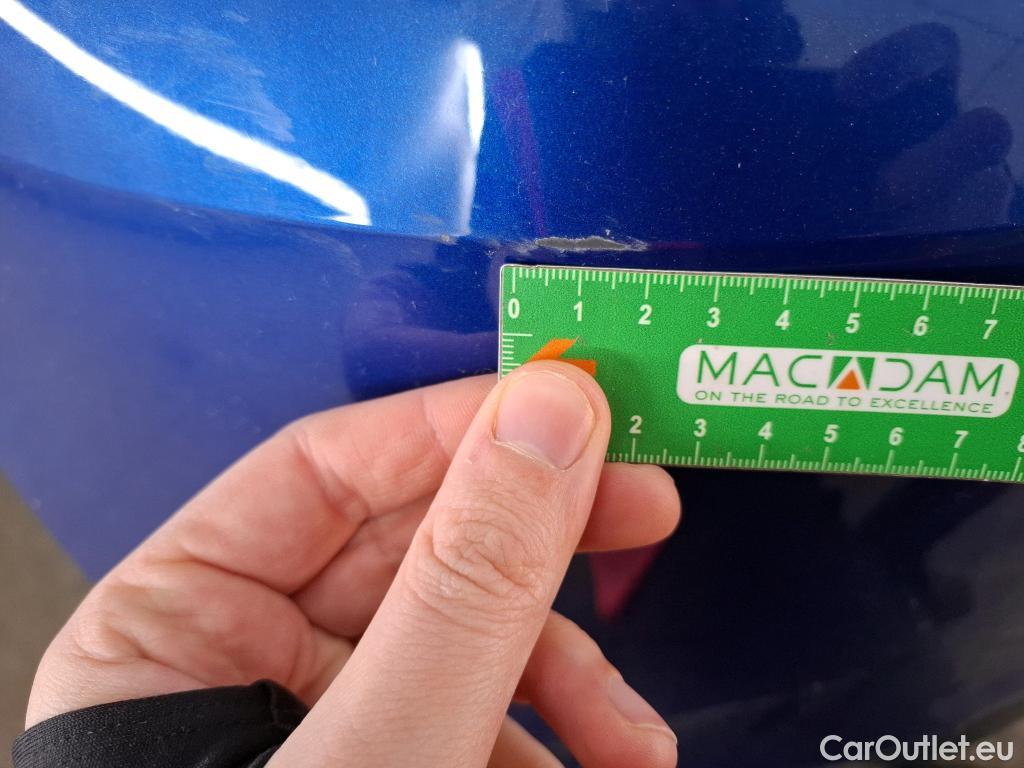 0 1 2 3 4 5 6 7
MACADAM
ON THE ROAD TO EXCELLENCE
2 3 4 5 6 7 8
CarOutlet.eu